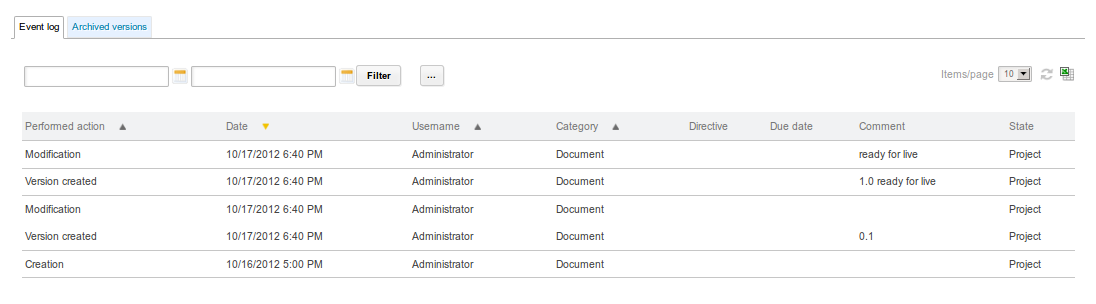 Event log Archived versions
Filter ... Items/page 10
Performed action Date Username Category Directive Due date Comment State
Modification 10/17/2012 6:40 PM Administrator Document ready for live Project
Version created 10/17/2012 6:40 PM Administrator Document 1.0 ready for live Project
Modification 10/17/2012 6:40 PM Administrator Document Project
Version created 10/17/2012 6:40 PM Administrator Document 0.1 Project
Creation 10/16/2012 5:00 PM Administrator Document Project